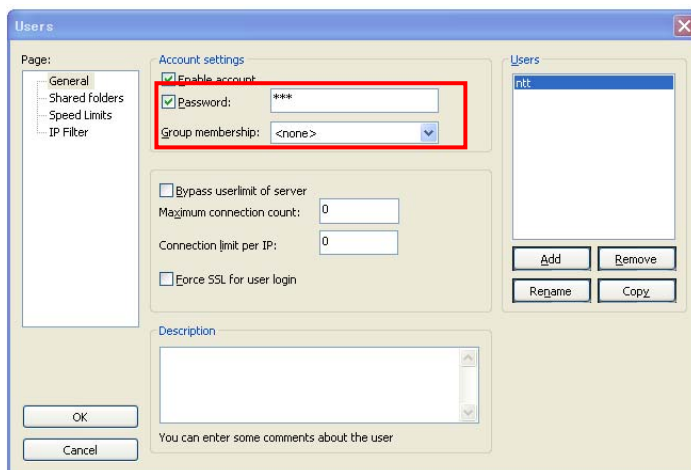 Users
Page:
General
Shared folders
Speed Limits
IP Filter
OK
Cancel
Account settings
Enable account
Password: ***
Group membership: <none>
Bypass userlimit of server
Maximum connection count: 0
Connection limit per IP: 0
Force SSL for user login
Description
You can enter some comments about the user
Users
ntt
Add Remove
Rename Copy